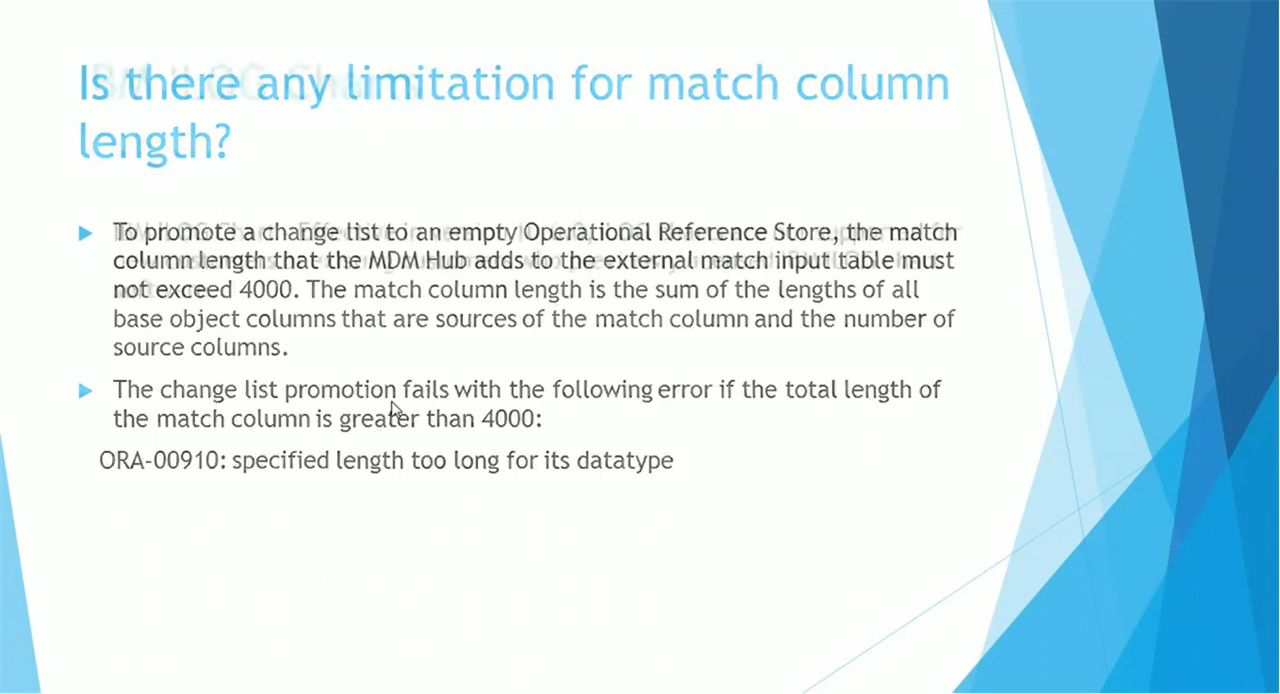 Is there any limitation for match column
length?
To promote a change list to an empty Operational Reference Store, the match
column length that the MDM Hub adds to the external match input table must
not exceed 4000. The match column length is the sum of the lengths of all
base object columns that are sources of the match column and the number of
source columns.
The change list promotion fails with the following error if the total length of
the match column is greater than 4000:
ORA-00910: specified length too long for its datatype